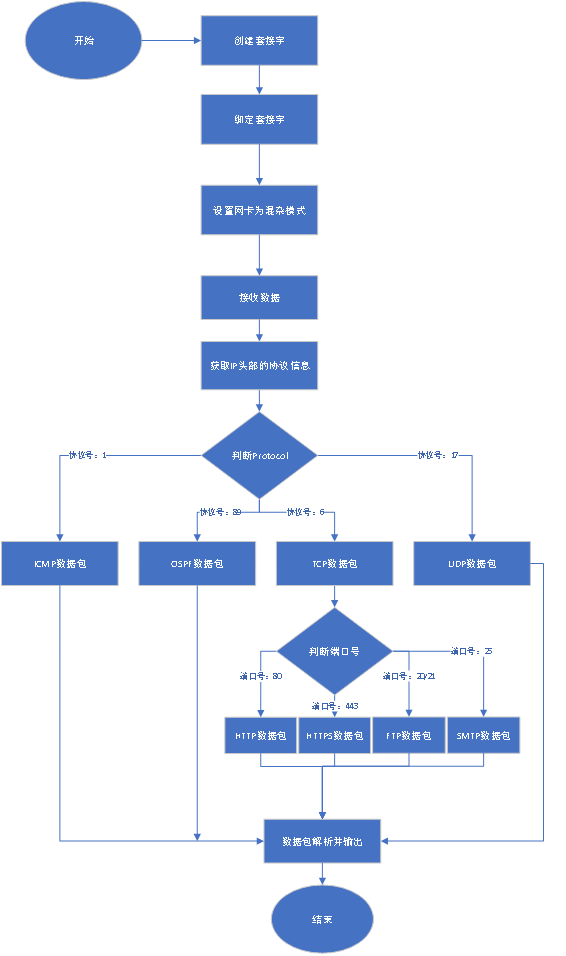 开始
创建套接字
绑定套接字
设置网卡为混杂模式
接收数据
获取IP头部的协议信息
判断Protocol
协议号：1
协议号：17
协议号：89
协议号：6
ICMP数据包
OSPF数据包
TCP数据包
UDP数据包
判断端口号
端口号：25
端口号：80
端口号：20/21
端口号：443
HTTP数据包
HTTPS数据包
FTP数据包
SMTP数据包
数据包解析并输出
结束